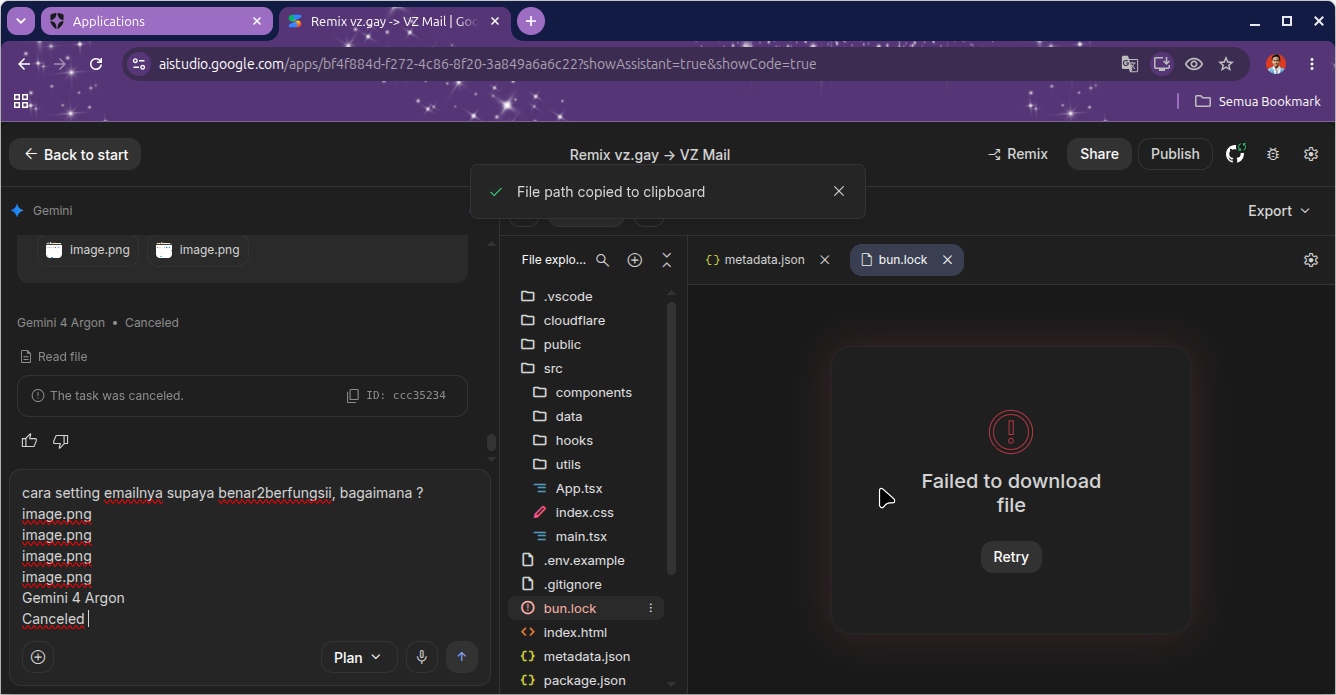 Applications
Remix vz.gay -> VZ Mail | Goo
aistudio.google.com/apps/bf4f884d-f272-4c86-8f20-3a849a6a6c22?showAssistant=true&showCode=true
Semua Bookmark
Back to start
Remix vz.gay → VZ Mail
Remix
Share
Publish
File path copied to clipboard
Gemini
Export
image.png
image.png
File explo...
metadata.json
bun.lock
.vscode
cloudflare
public
src
components
data
hooks
utils
App.tsx
index.css
main.tsx
.env.example
.gitignore
bun.lock
index.html
metadata.json
package.json
Gemini 4 Argon • Canceled
Read file
The task was canceled.
ID: ccc35234
cara setting emailnya supaya benar2berfungsii, bagaimana ?
image.png
image.png
image.png
image.png
Gemini 4 Argon
Canceled
Plan
Failed to download
file
Retry